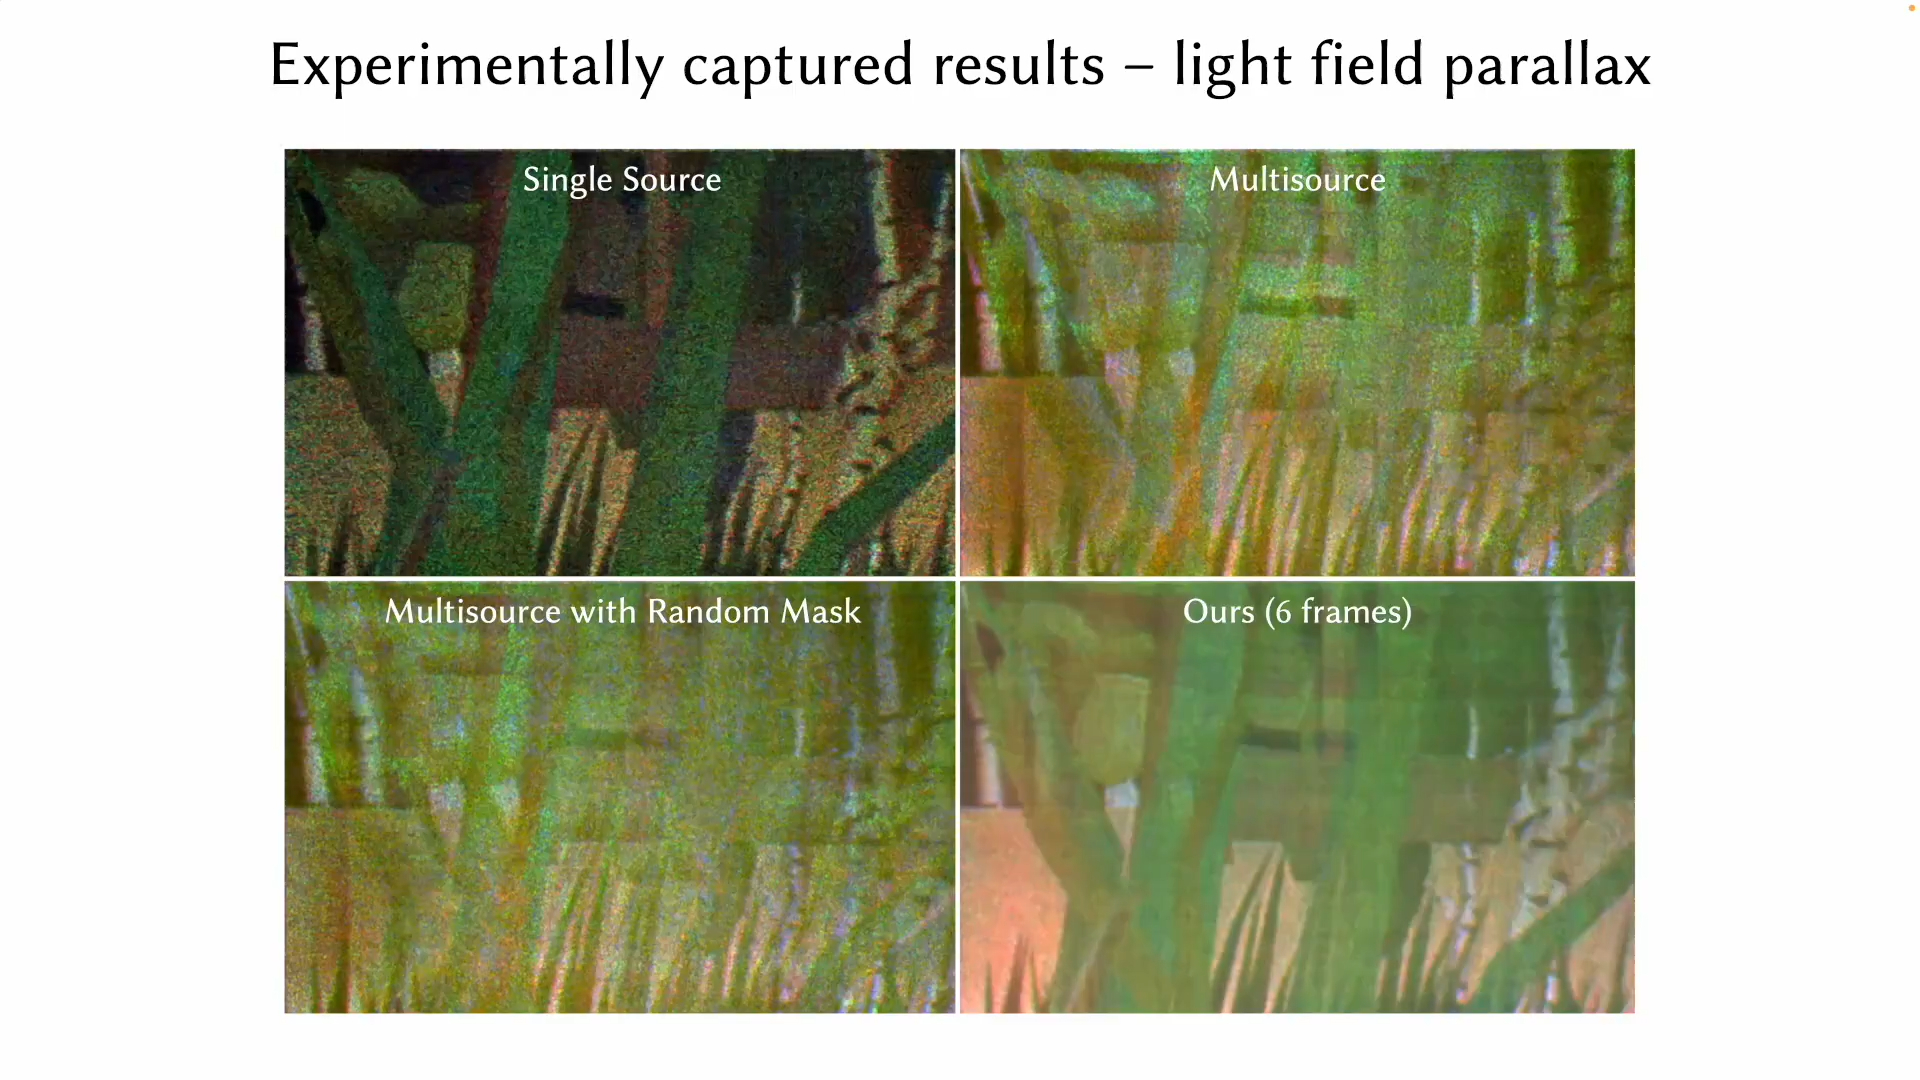 Experimentally captured results – light field parallax
Single Source
Multisource
Multisource with Random Mask
Ours (6 frames)